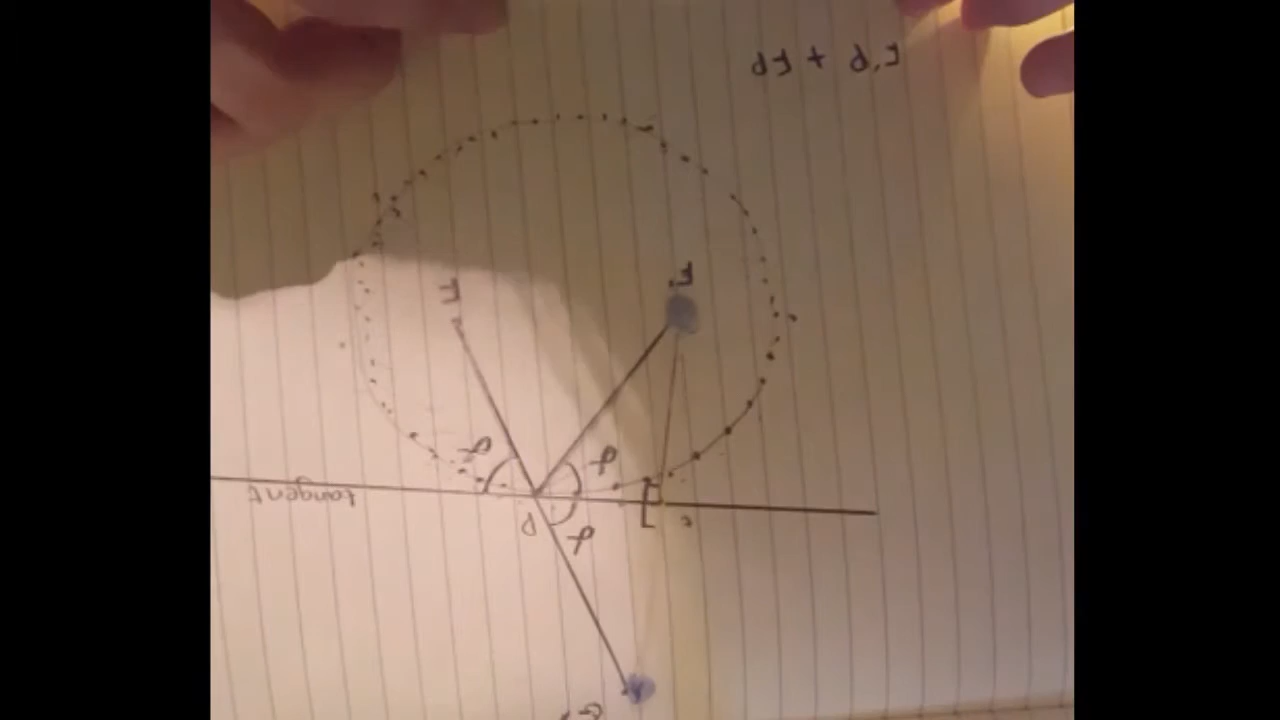 F'P + FP
F'
F
α
α
tangent
P
α